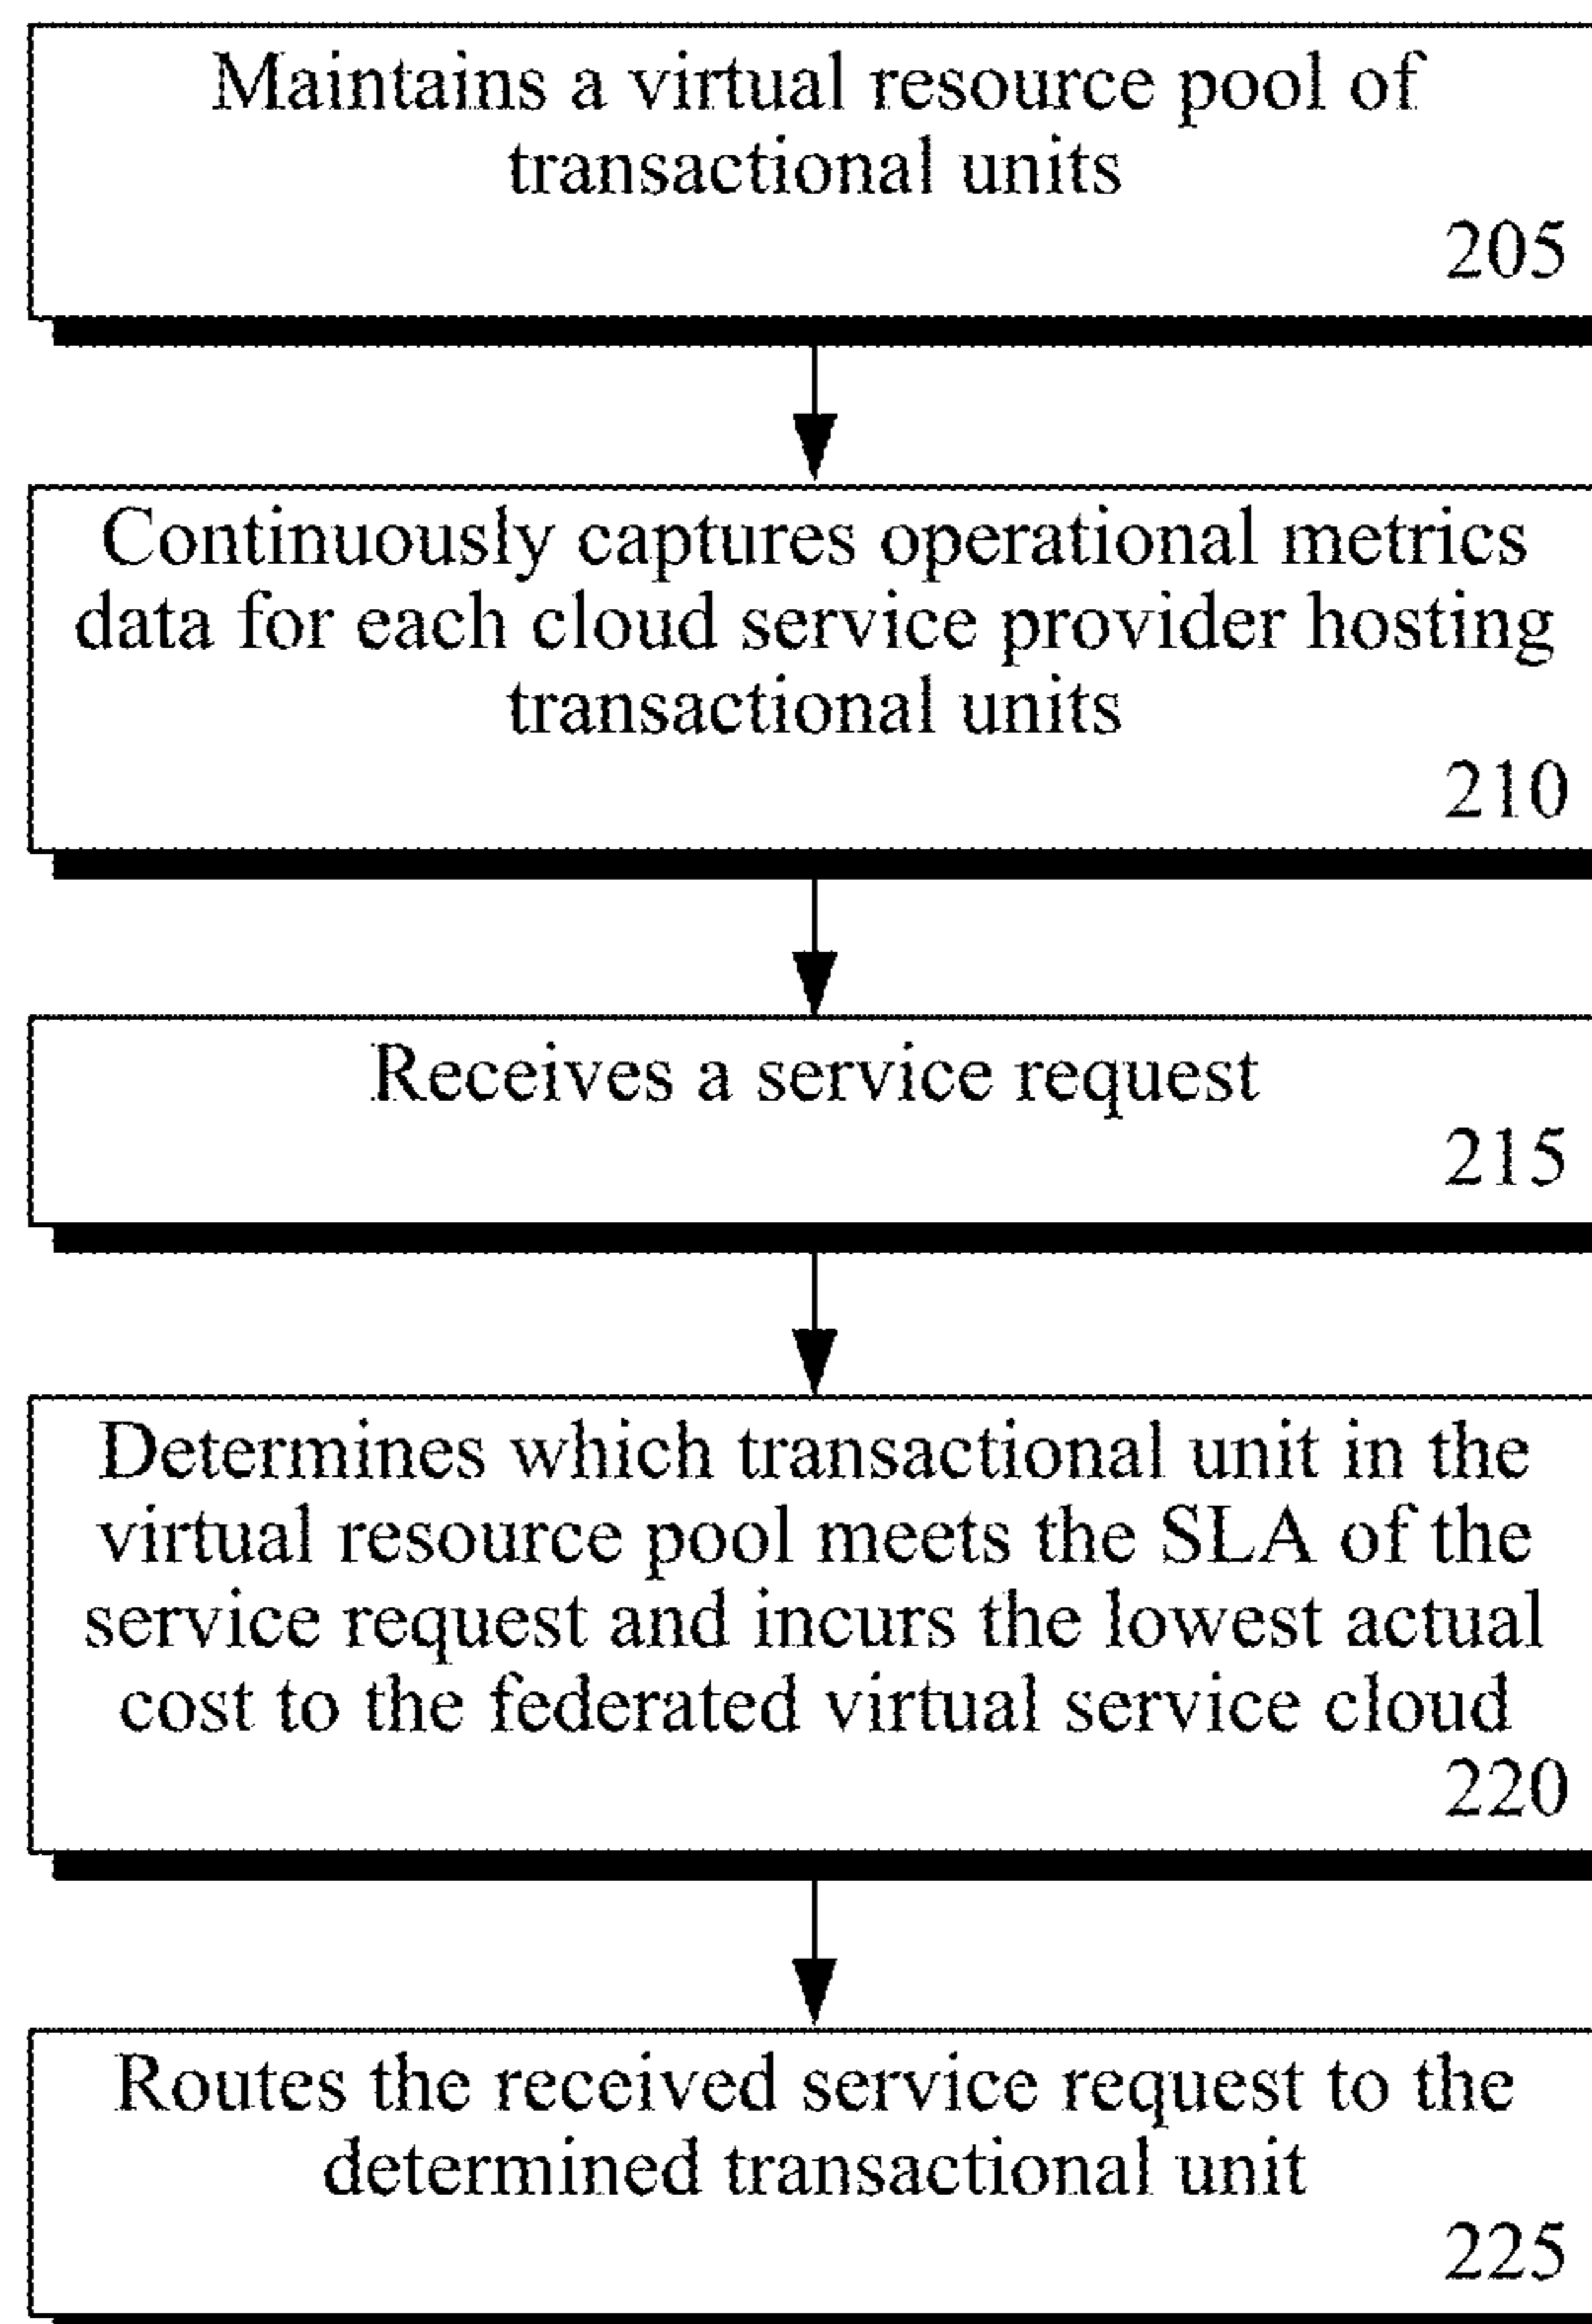 Maintains a virtual resource pool of
transactional units
205
Continuously captures operational metrics
data for each cloud service provider hosting
transactional units
210
Receives a service request
215
Determines which transactional unit in the
virtual resource pool meets the SLA of the
service request and incurs the lowest actual
cost to the federated virtual service cloud
220
Routes the received service request to the
determined transactional unit
225